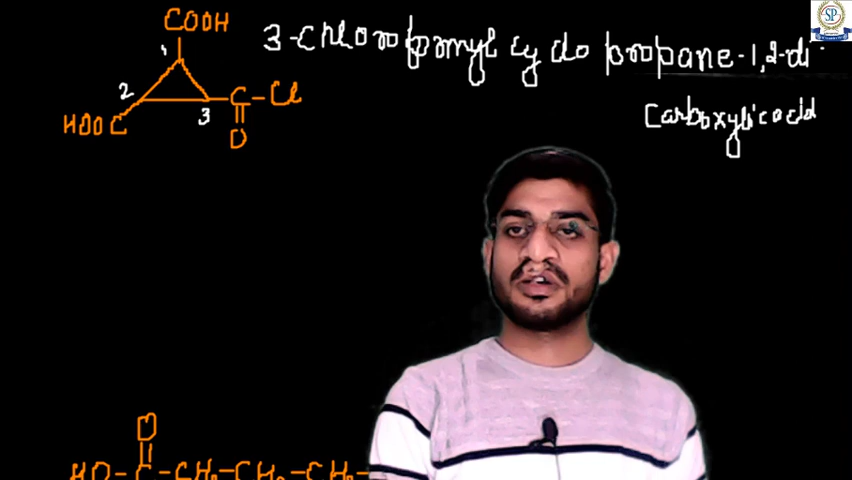 COOH
1
3-Chloroformyl cyclo propane-1,2-di-
2
C-Cl
HOOC
3
O
Carboxylic acid
SP
O
HO-C-CH2-CH2-CH2-